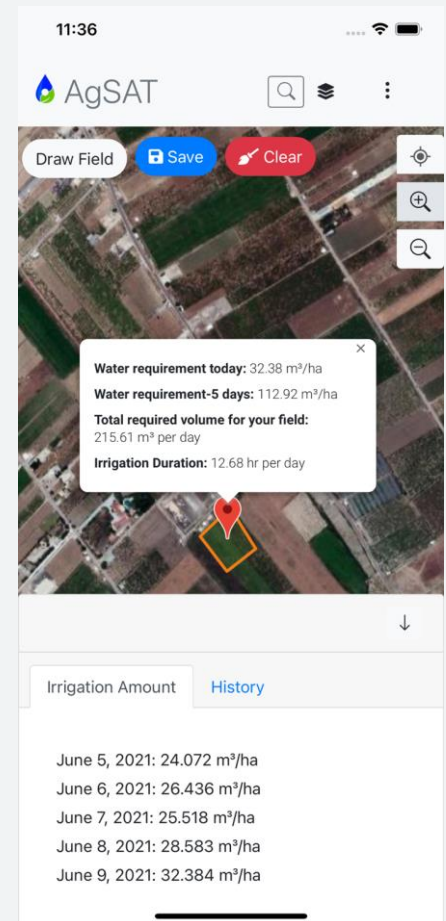 11:36
AgSAT
Draw Field
Save
Clear
×
Water requirement today: 32.38 m³/ha
Water requirement-5 days: 112.92 m³/ha
Total required volume for your field:
215.61 m³ per day
Irrigation Duration: 12.68 hr per day
Irrigation Amount
History
June 5, 2021: 24.072 m³/ha
June 6, 2021: 26.436 m³/ha
June 7, 2021: 25.518 m³/ha
June 8, 2021: 28.583 m³/ha
June 9, 2021: 32.384 m³/ha